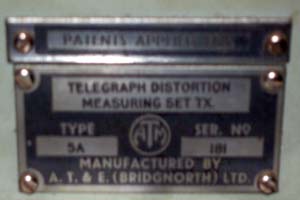 PATENTS APPLIED FOR
TELEGRAPH DISTORTION
MEASURING SET TX.
TYPE ATM SER. NO
5A 181
MANUFACTURED BY
A. T. & E. (BRIDGNORTH) LTD.